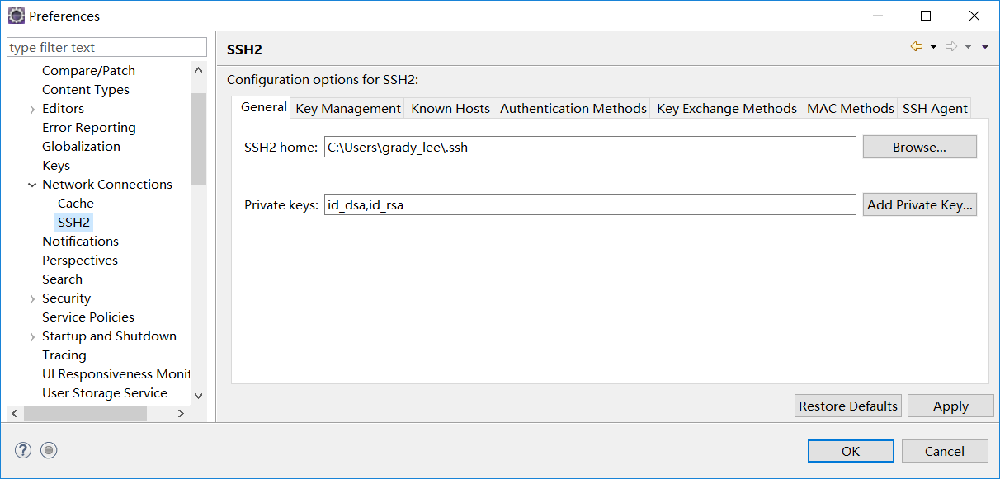 Preferences
type filter text
Compare/Patch
Content Types
Editors
Error Reporting
Globalization
Keys
Network Connections
Cache
SSH2
Notifications
Perspectives
Search
Security
Service Policies
Startup and Shutdown
Tracing
UI Responsiveness Monit
User Storage Service
SSH2
Configuration options for SSH2:
General Key Management Known Hosts Authentication Methods Key Exchange Methods MAC Methods SSH Agent
SSH2 home: C:\Users\grady_lee\.ssh Browse...
Private keys: id_dsa,id_rsa Add Private Key...
Restore Defaults Apply
? OK Cancel